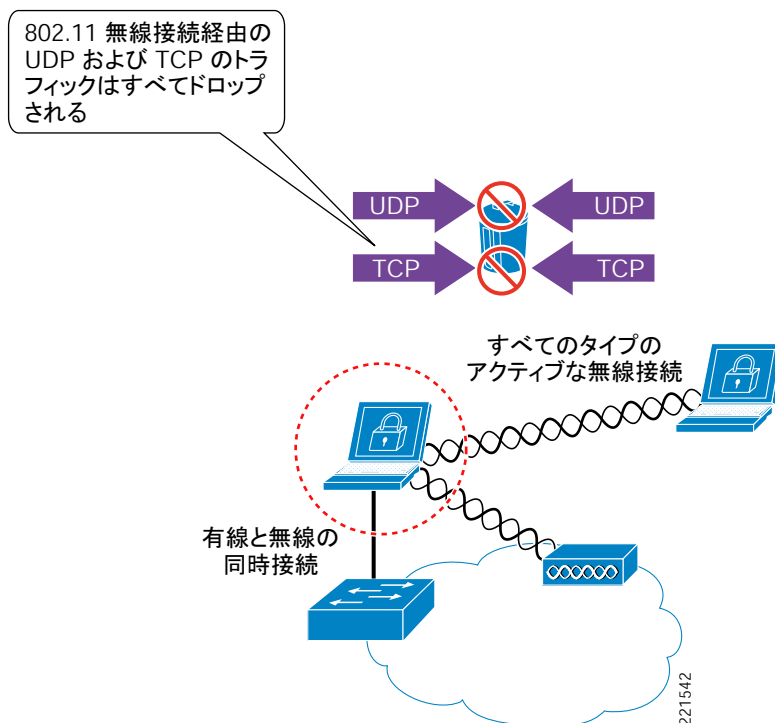 802.11 無線接続経由の
UDP および TCP のトラ
フィックはすべてドロップ
される
UDP
UDP
TCP
TCP
すべてのタイプの
アクティブな無線接続
有線と無線の
同時接続
221542